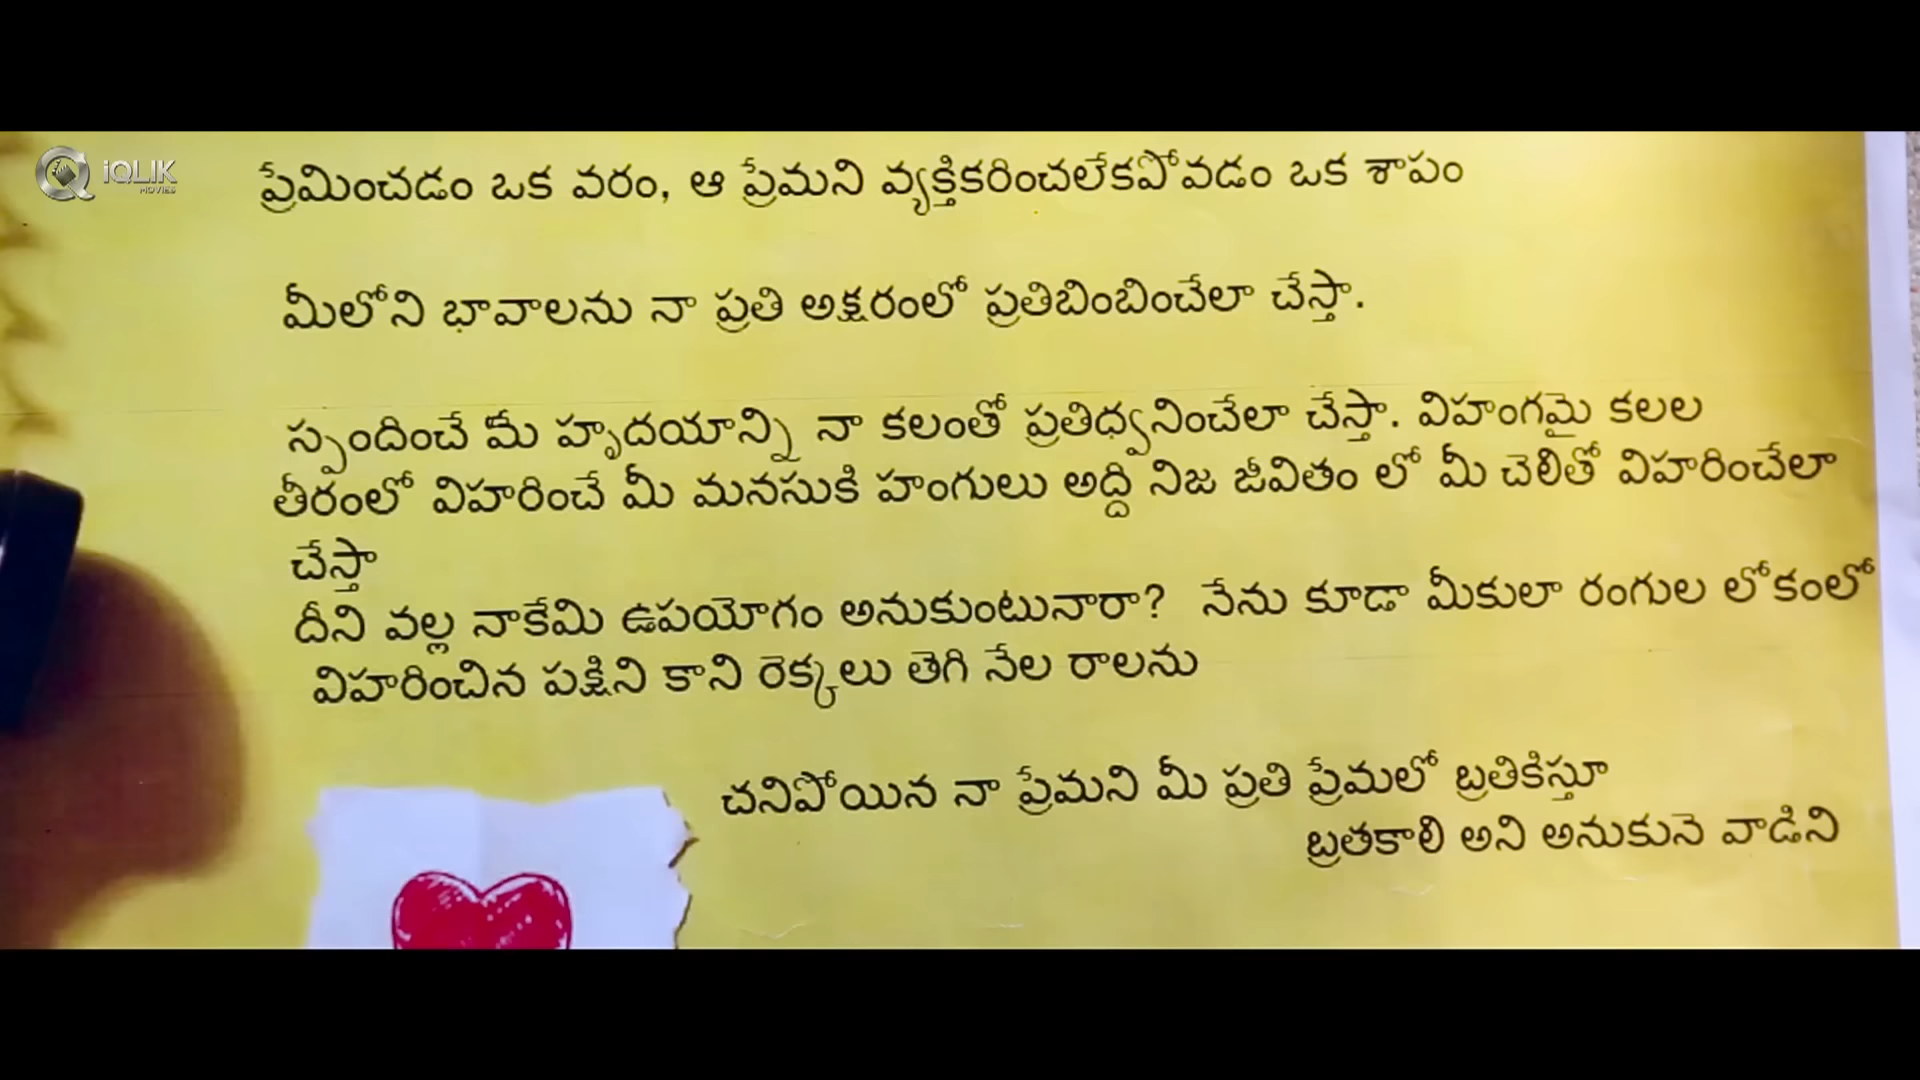 iQLIK
MOVIES
ప్రేమించడం ఒక వరం, ఆ ప్రేమని వ్యక్తికరించలేకపోవడం ఒక శాపం
మీలోని భావాలను నా ప్రతి అక్షరంలో ప్రతిబింబించేలా చేస్తా.
స్పందించే మీ హృదయాన్ని నా కలంతో ప్రతిధ్వనించేలా చేస్తా. విహంగమై కలల
తీరంలో విహరించే మీ మనసుకి హంగులు అద్ది నిజ జీవితం లో మీ చెలితో విహరించేలా
చేస్తా
దీని వల్ల నాకేమి ఉపయోగం అనుకుంటునారా? నేను కూడా మీకులా రంగుల లోకంలో
విహరించిన పక్షిని కాని రెక్కలు తెగి నేల రాలను
చనిపోయిన నా ప్రేమని మీ ప్రతి ప్రేమలో బ్రతికిస్తూ
బ్రతకాలి అని అనుకునె వాడిని